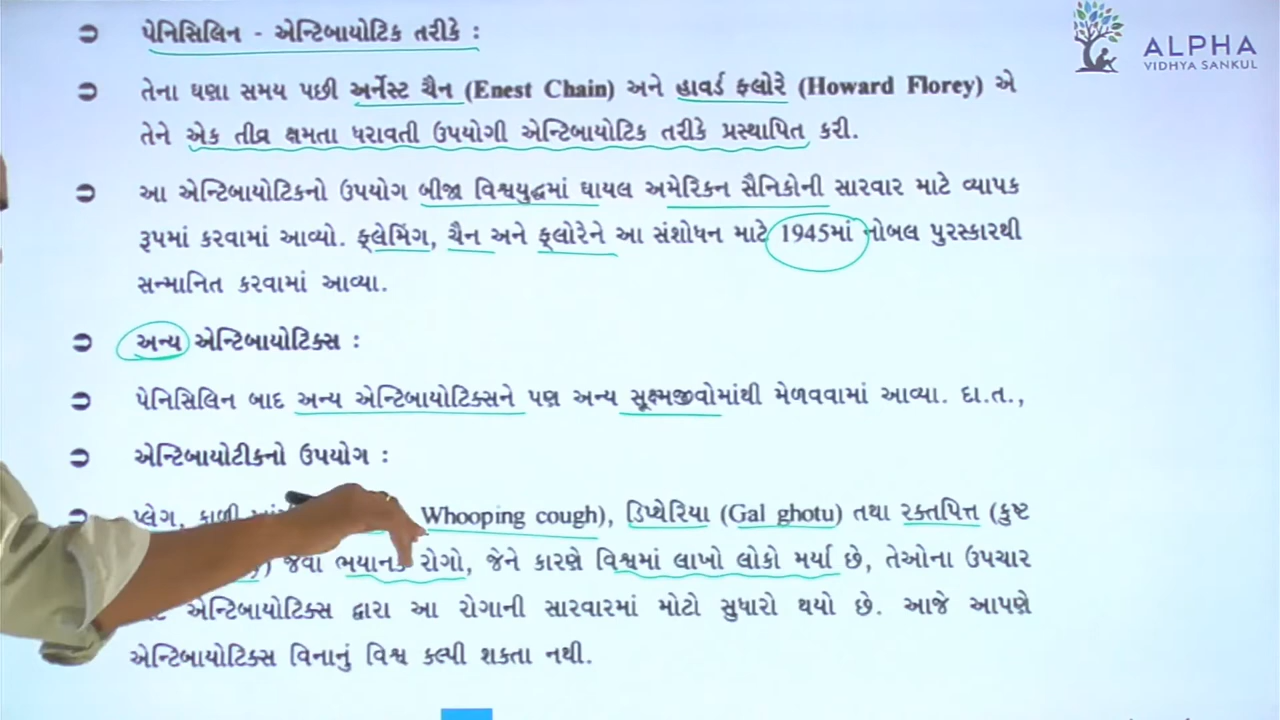 પેનિસિલિન - એન્ટિબાયોટિક તરીકે :
ALPHA
VIDHYA SANKUL
તેના ઘણા સમય પછી અર્નેસ્ટ ચૈન (Enest Chain) અને હાવર્ડ ફ્લોરે (Howard Florey) એ
તેને એક તીવ્ર ક્ષમતા ધરાવતી ઉપયોગી એન્ટિબાયોટિક તરીકે પ્રસ્થાપિત કરી.
આ એન્ટિબાયોટિકનો ઉપયોગ બીજા વિશ્વયુદ્ધમાં ઘાયલ અમેરિકન સૈનિકોની સારવાર માટે વ્યાપક
રૂપમાં કરવામાં આવ્યો. ફ્લેમિંગ, ચૈન અને ફ્લોરેને આ સંશોધન માટે 1945માં નોબલ પુરસ્કારથી
સન્માનિત કરવામાં આવ્યા.
અન્ય એન્ટિબાયોટિક્સ :
પેનિસિલિન બાદ અન્ય એન્ટિબાયોટિક્સને પણ અન્ય સૂક્ષ્મજીવોમાંથી મેળવવામાં આવ્યા. દા.ત.,
એન્ટિબાયોટીકનો ઉપયોગ :
પ્લેગ, કાળી Whooping cough), ડિપ્થેરિયા (Gal ghotu) તથા રક્તપિત્ત (કુષ્ટ
જેવા ભયાનક રોગો, જેને કારણે વિશ્વમાં લાખો લોકો મર્યા છે, તેઓના ઉપચાર
એન્ટિબાયોટિક્સ દ્વારા આ રોગાની સારવારમાં મોટો સુધારો થયો છે. આજે આપણે
એન્ટિબાયોટિક્સ વિનાનું વિશ્વ કલ્પી શકતા નથી.